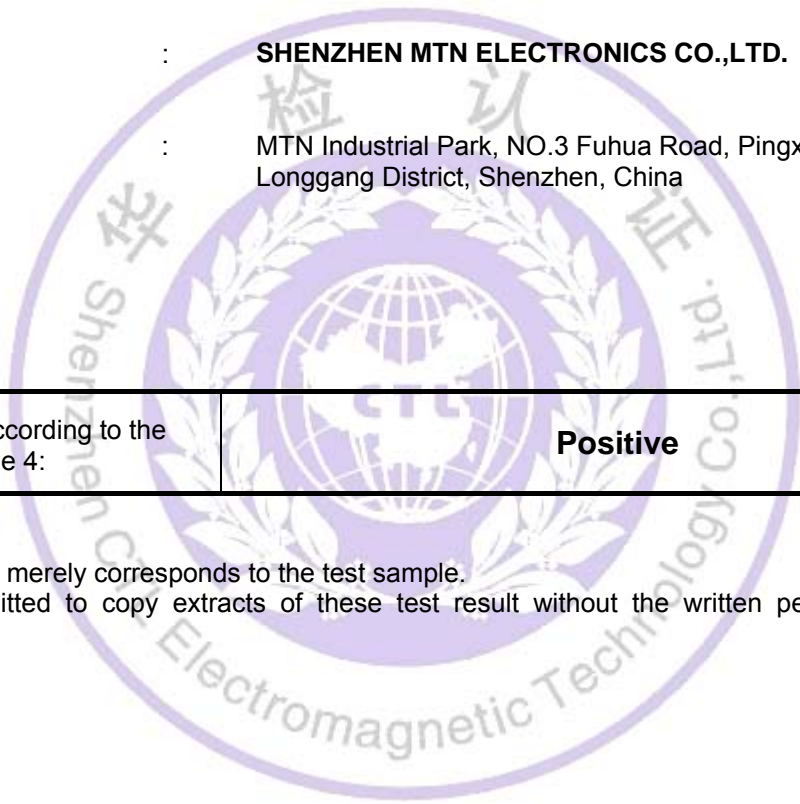 : SHENZHEN MTN ELECTRONICS CO.,LTD.
: MTN Industrial Park, NO.3 Fuhua Road, Pingx
Longgang District, Shenzhen, China
ccording to the
e 4:
Positive
merely corresponds to the test sample.
itted to copy extracts of these test result without the written pe
华检认证
Shenzhen CTL Electromagnetic Technology Co.,Ltd.
CTL